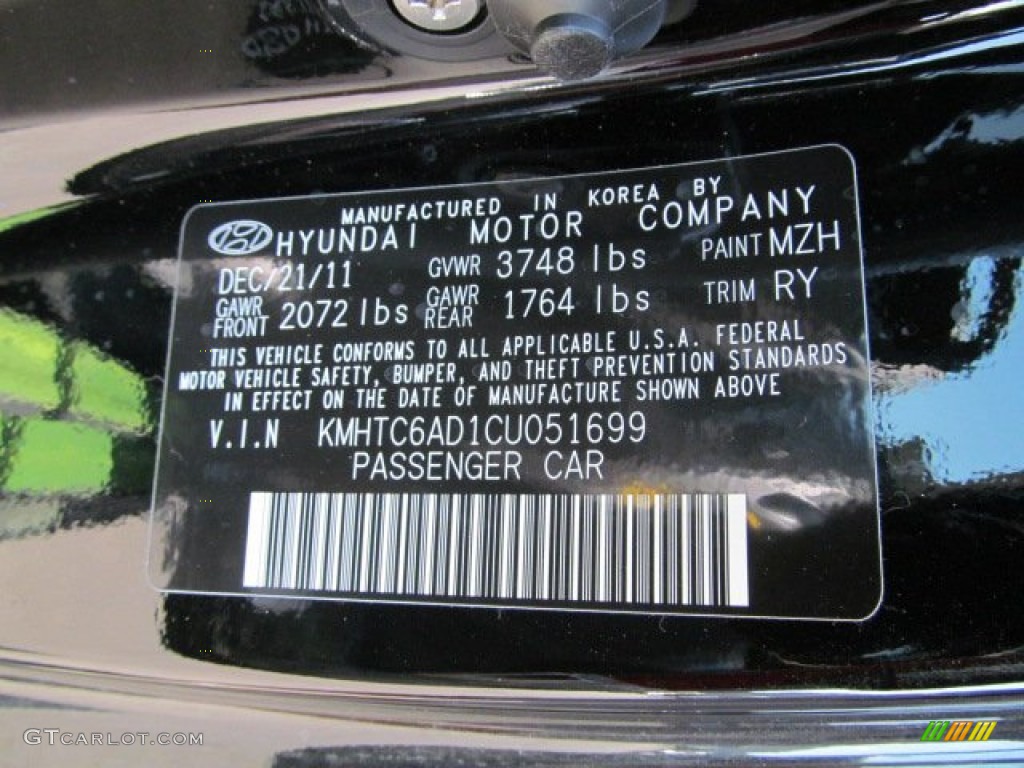 MANUFACTURED IN KOREA BY
HYUNDAI MOTOR COMPANY
DEC/21/11 GVWR 3748 lbs PAINT MZH
GAWR FRONT 2072 lbs GAWR REAR 1764 lbs TRIM RY
THIS VEHICLE CONFORMS TO ALL APPLICABLE U.S.A. FEDERAL
MOTOR VEHICLE SAFETY, BUMPER, AND THEFT PREVENTION STANDARDS
IN EFFECT ON THE DATE OF MANUFACTURE SHOWN ABOVE
V.I.N KMHTC6AD1CU051699
PASSENGER CAR
GTCARLOT.COM